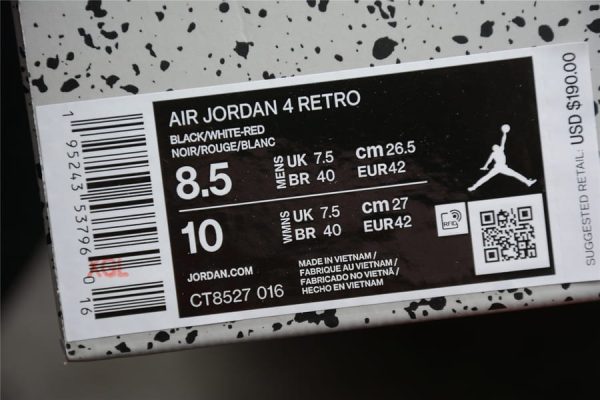 AIR JORDAN 4 RETRO
BLACK/WHITE-RED
NOIR/ROUGE/BLANC
8.5 MENS UK 7.5 cm 26.5
BR 40 EUR42
10 WMNS UK 7.5 cm 27
BR 40 EUR42
JORDAN.COM
CT8527 016
MADE IN VIETNAM /
FABRIQUE AU VIETNAM /
FABRICADO NO VIETNÃ /
HECHO EN VIETNAM
RFID
SUGGESTED RETAIL: USD $190.00
1 95243 53796 0 16
XGL